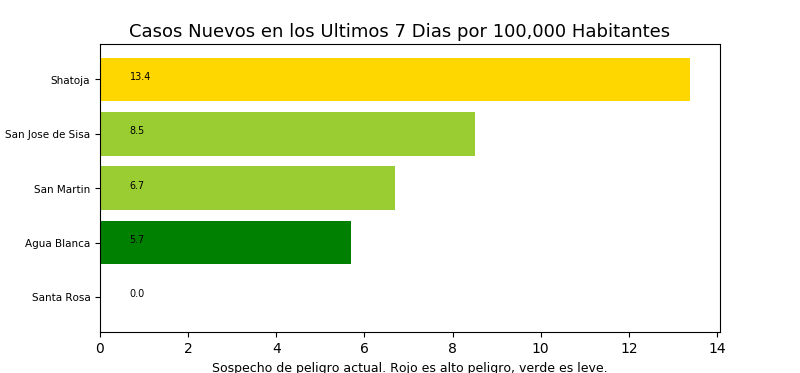 Casos Nuevos en los Ultimos 7 Dias por 100,000 Habitantes
Shatoja 13.4
San Jose de Sisa 8.5
San Martin 6.7
Agua Blanca 5.7
Santa Rosa 0.0
0 2 4 6 8 10 12 14
Sospecho de peligro actual. Rojo es alto peligro, verde es leve.